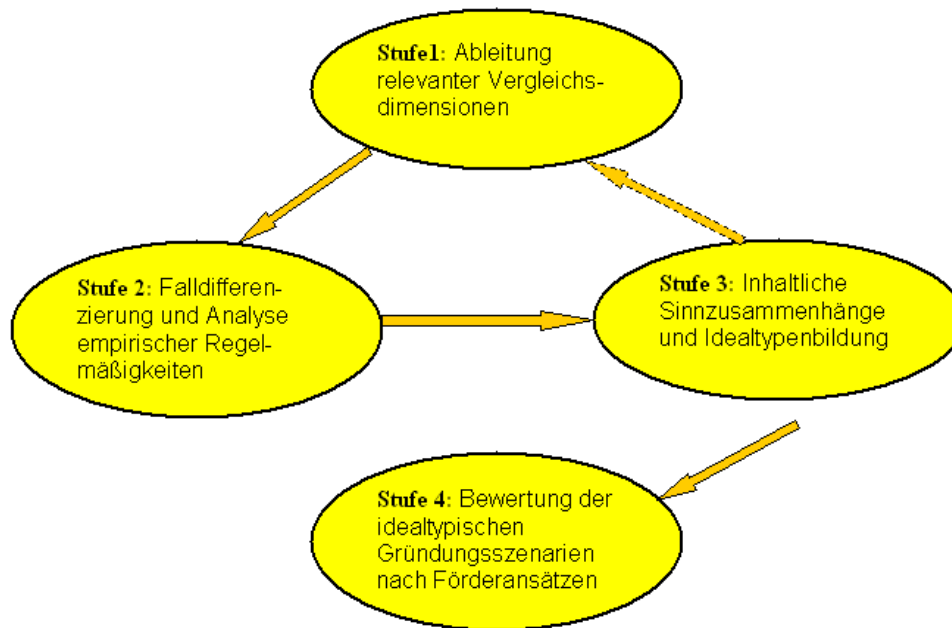 Stufe1: Ableitung
relevanter Vergleichs-
dimensionen
Stufe 2: Falldifferen-
zierung und Analyse
empirischer Regel-
mäßigkeiten
Stufe 3: Inhaltliche
Sinnzusammenhänge
und Idealtypenbildung
Stufe 4: Bewertung der
idealtypischen
Gründungsszenarien
nach Förderansätzen